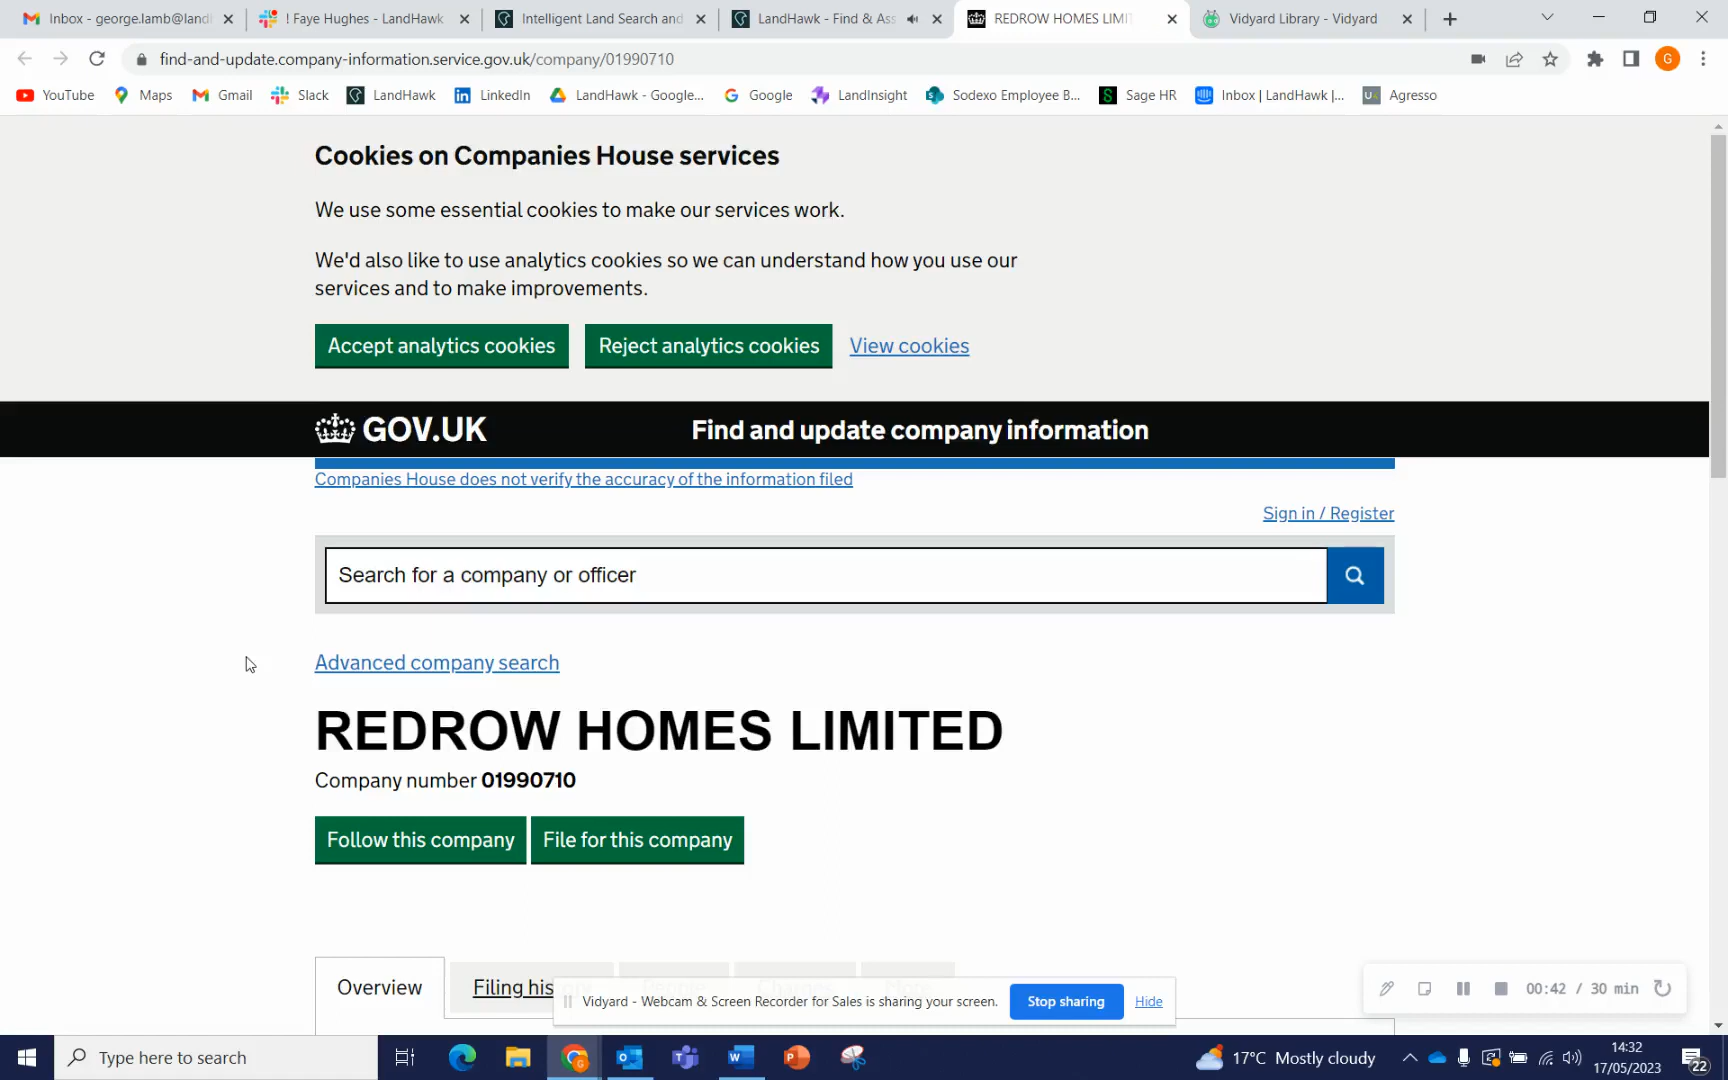 Inbox - george.lamb@landl
! Faye Hughes - LandHawk
Intelligent Land Search and
LandHawk - Find & Ass
REDROW HOMES LIMI
Vidyard Library - Vidyard
find-and-update.company-information.service.gov.uk/company/01990710
G
YouTube
Maps
Gmail
Slack
LandHawk
LinkedIn
LandHawk - Google...
Google
LandInsight
Sodexo Employee B...
Sage HR
Inbox | LandHawk |...
Agresso
Cookies on Companies House services
We use some essential cookies to make our services work.
We'd also like to use analytics cookies so we can understand how you use our
services and to make improvements.
Accept analytics cookies
Reject analytics cookies
View cookies
GOV.UK
Find and update company information
Companies House does not verify the accuracy of the information filed
Sign in / Register
Search for a company or officer
Advanced company search
REDROW HOMES LIMITED
Company number 01990710
Follow this company
File for this company
Overview
Filing his
People
Charges
More
Vidyard - Webcam & Screen Recorder for Sales is sharing your screen.
Stop sharing
Hide
00:42 / 30 min
Type here to search
17°C Mostly cloudy
14:32
17/05/2023
22